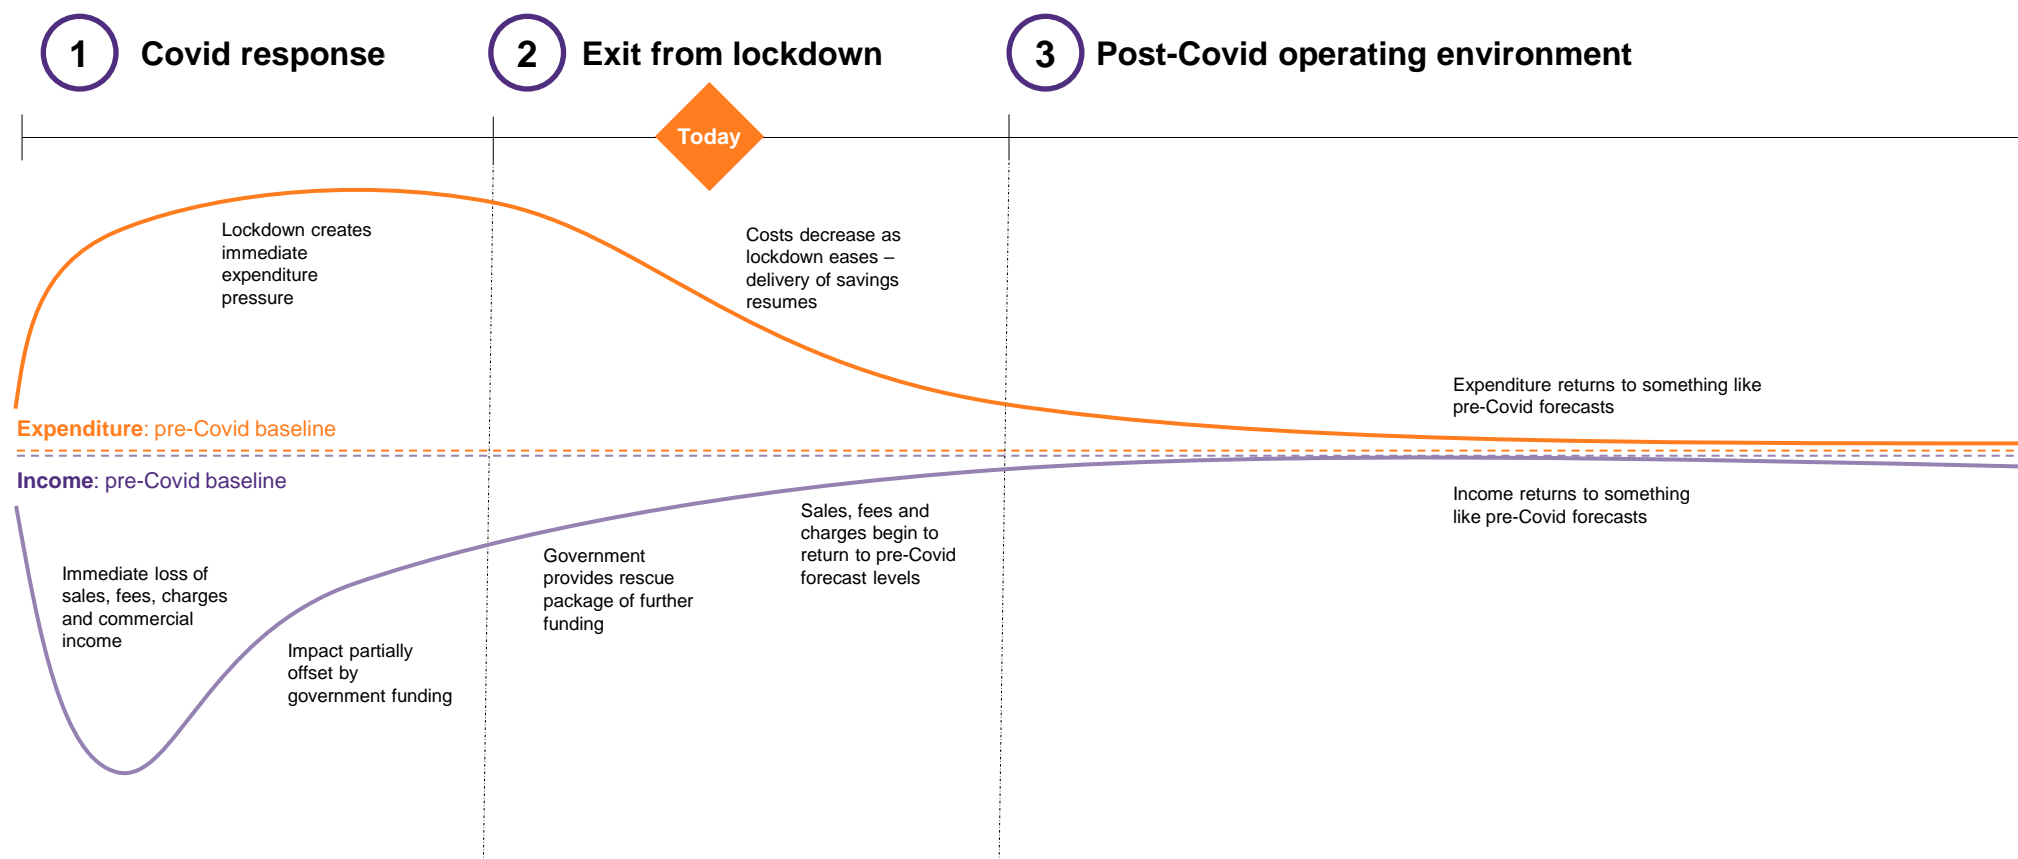 1 Covid response
2 Exit from lockdown
3 Post-Covid operating environment
Today
Lockdown creates
immediate
expenditure
pressure
Costs decrease as
lockdown eases –
delivery of savings
resumes
Expenditure returns to something like
pre-Covid forecasts
Expenditure: pre-Covid baseline
Income: pre-Covid baseline
Immediate loss of
sales, fees, charges
and commercial
income
Impact partially
offset by
government funding
Government
provides rescue
package of further
funding
Sales, fees and
charges begin to
return to pre-Covid
forecast levels
Income returns to something
like pre-Covid forecasts